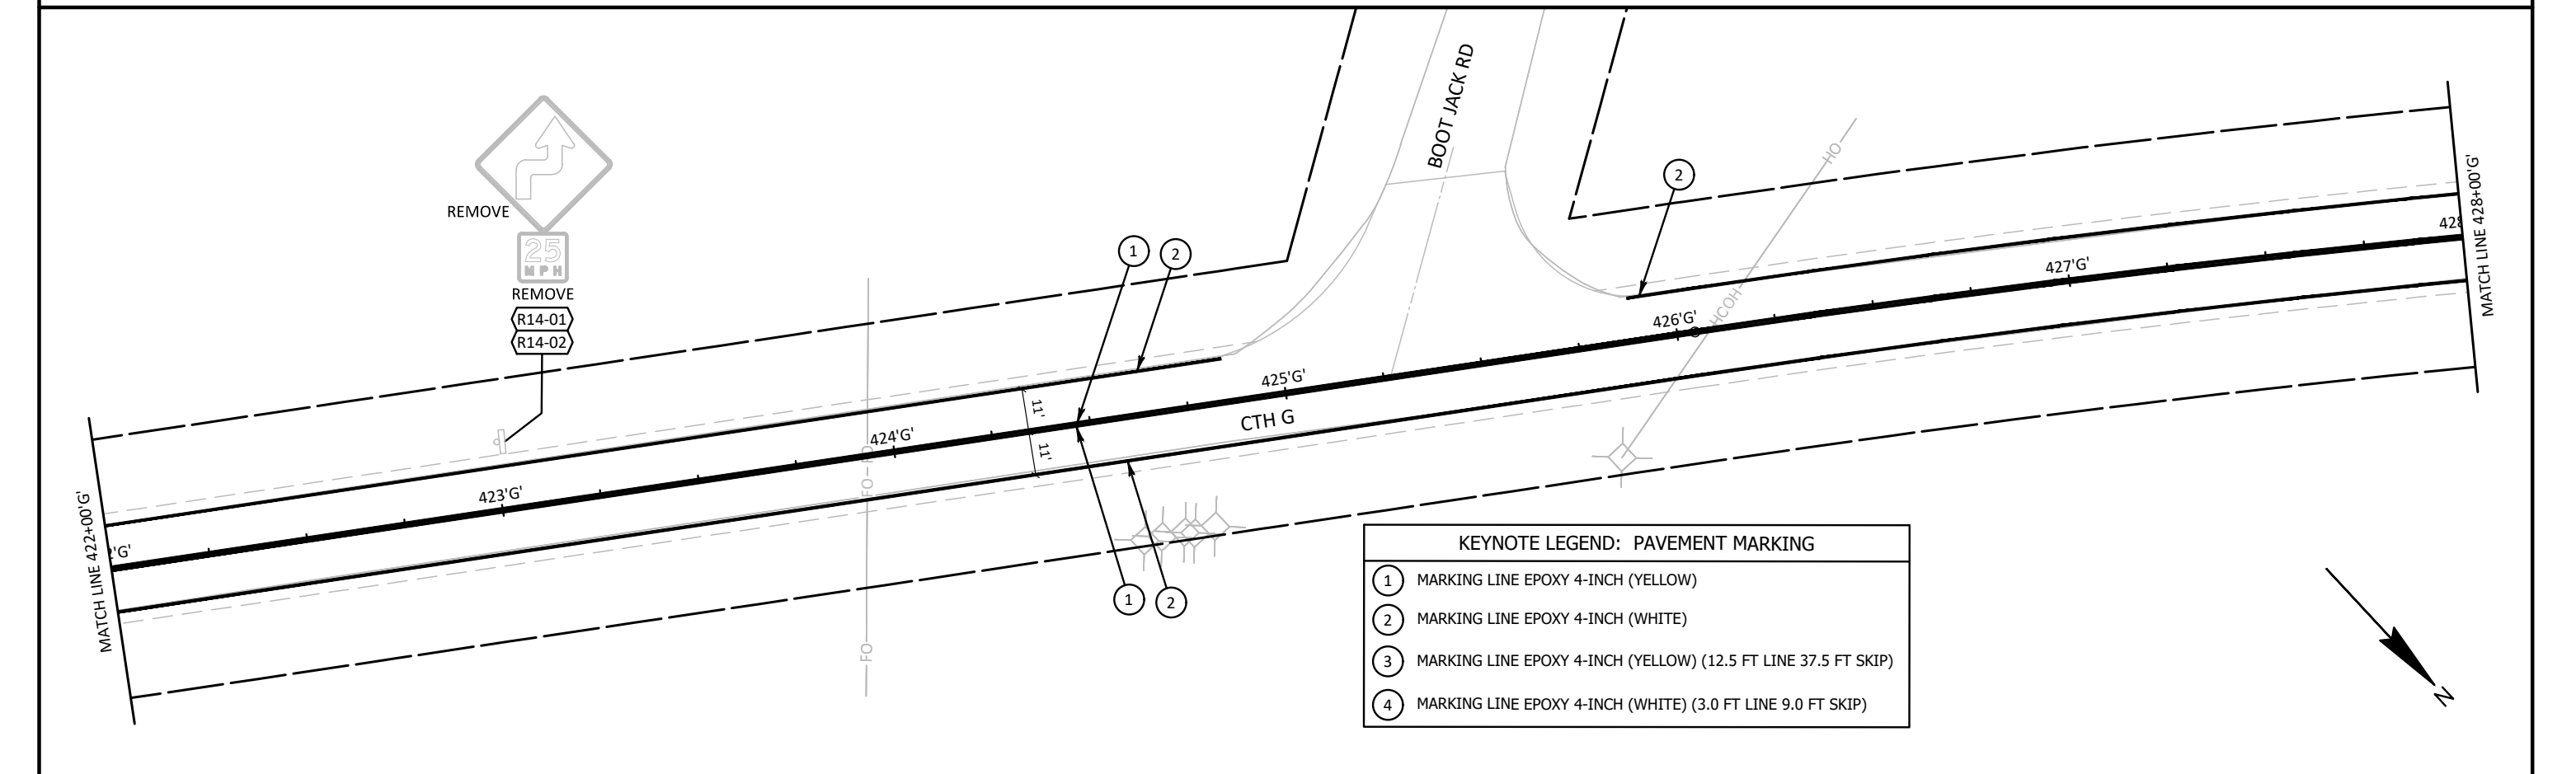 BOOT JACK RD
REMOVE
25
MPH
REMOVE
R14-01
R14-02
1
2
2
HO
HCOH
MATCH LINE 428+00'G'
428
427'G'
426'G'
425'G'
CTH G
424'G'
423'G'
'G'
11'
11'
FO
FO
FO
MATCH LINE 422+00'G'
1
2
KEYNOTE LEGEND: PAVEMENT MARKING
1 MARKING LINE EPOXY 4-INCH (YELLOW)
2 MARKING LINE EPOXY 4-INCH (WHITE)
3 MARKING LINE EPOXY 4-INCH (YELLOW) (12.5 FT LINE 37.5 FT SKIP)
4 MARKING LINE EPOXY 4-INCH (WHITE) (3.0 FT LINE 9.0 FT SKIP)
N